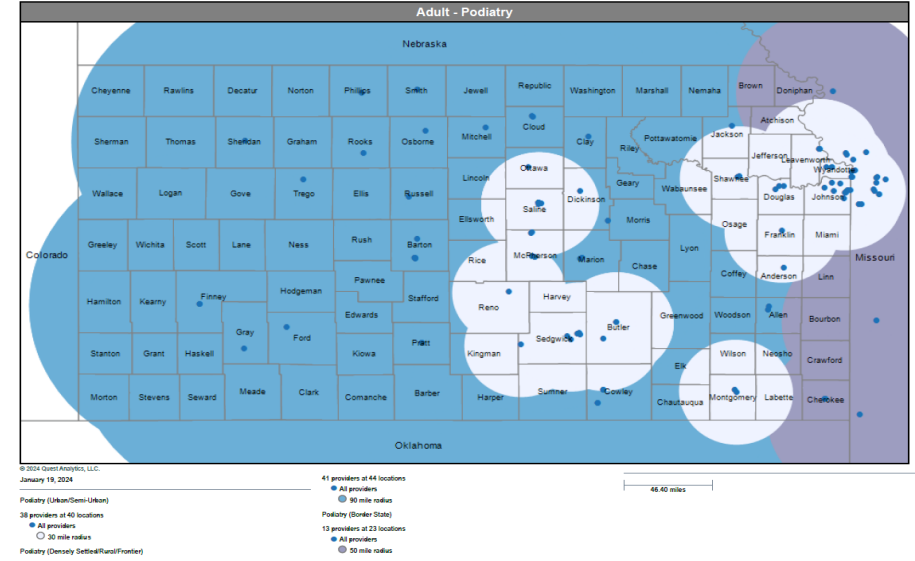 Adult - Podiatry
Nebraska
Cheyenne Rawlins Decatur Norton Phillips Smith Jewell Republic Washington Marshall Nemaha Brown Doniphan
Atchison
Sherman Thomas Sheridan Graham Rooks Osborne Mitchell Cloud Clay Riley Pottawatomie Jackson
Jefferson Leavenworth
Wyandotte
Wallace Logan Gove Trego Ellis Russell Lincoln Ottawa Geary Wabaunsee Shawnee
Saline Dickinson Douglas Johnson
Ellsworth Morris Osage
Greeley Wichita Scott Lane Ness Rush Barton Franklin Miami
Colorado Rice McPherson Marion Chase Lyon Missouri
Coffey Anderson Linn
Hamilton Kearny Finney Hodgeman Pawnee Stafford Reno Harvey
Edwards Greenwood Woodson Allen Bourbon
Gray Ford Butler
Stanton Grant Haskell Kiowa Pratt Kingman Sedgwick Elk Wilson Neosho Crawford
Morton Stevens Seward Meade Clark Comanche Barber Harper Sumner Cowley Chautauqua Montgomery Labette Cherokee
Oklahoma
© 2024 Quest Analytics, LLC.
January 19, 2024
Podiatry (Urban/Semi-Urban)
38 providers at 40 locations
All providers
30 mile radius
Podiatry (Densely Settled/Rural/Frontier)
41 providers at 44 locations
All providers
90 mile radius
Podiatry (Border State)
13 providers at 23 locations
All providers
50 mile radius
46.40 miles